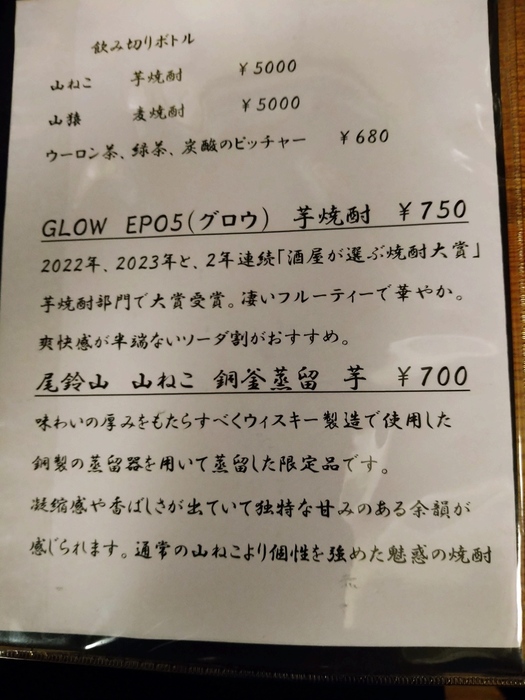 飲み切りボトル
山ねこ 芋焼酎 ¥5000
山猿 麦焼酎 ¥5000
ウーロン茶、緑茶、炭酸のピッチャー ¥680
GLOW EP05(グロウ) 芋焼酎 ¥750
2022年、2023年と、2年連続「酒屋が選ぶ焼酎大賞」
芋焼酎部門で大賞受賞。凄いフルーティーで華やか。
爽快感が半端ないソーダ割がおすすめ。
尾鈴山 山ねこ 銅釜蒸留 芋 ¥700
味わいの厚みをもたらすべくウィスキー製造で使用した
銅製の蒸留器を用いて蒸留した限定品です。
凝縮感や香ばしさが出ていて独特な甘みのある余韻が
感じられます。通常の山ねこより個性を強めた魅惑の焼酎